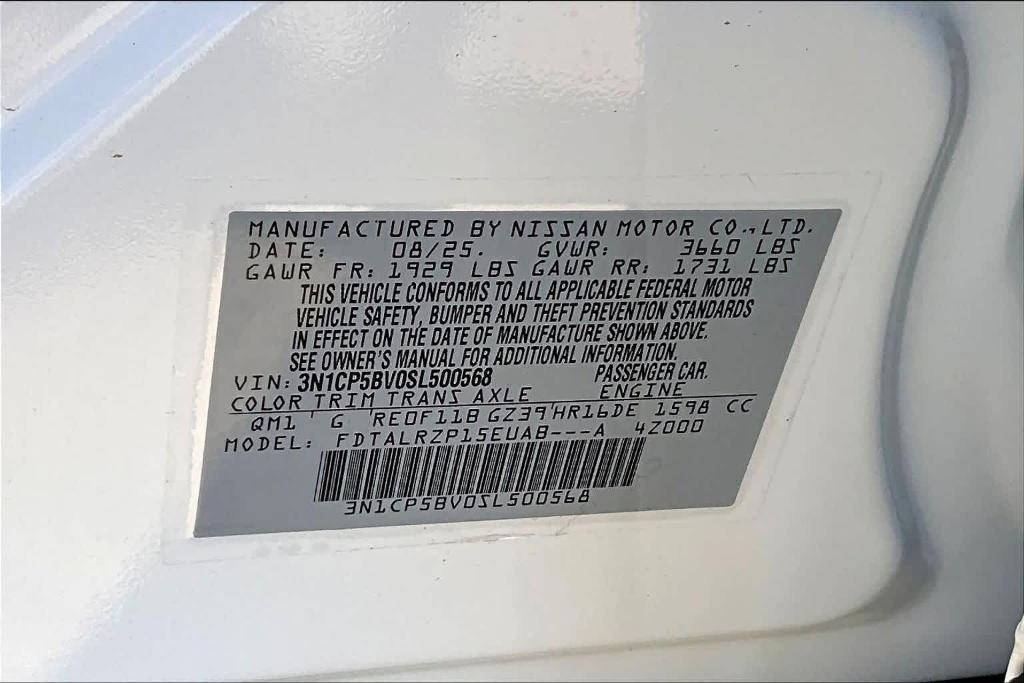 MANUFACTURED BY NISSAN MOTOR CO., LTD.
DATE: 08/25. GVWR: 3660 LBS
GAWR FR: 1929 LBS GAWR RR: 1731 LBS
THIS VEHICLE CONFORMS TO ALL APPLICABLE FEDERAL MOTOR
VEHICLE SAFETY, BUMPER AND THEFT PREVENTION STANDARDS
IN EFFECT ON THE DATE OF MANUFACTURE SHOWN ABOVE.
SEE OWNER'S MANUAL FOR ADDITIONAL INFORMATION.
VIN: 3N1CP5BV0SL500568 PASSENGER CAR.
COLOR TRIM TRANS AXLE ENGINE
QM1 ' G 'RE0F11B GZ39'HR16DE 1598 CC
MODEL: FDTALRZP15EUAB---A 4Z000
3N1CP5BV0SL500568